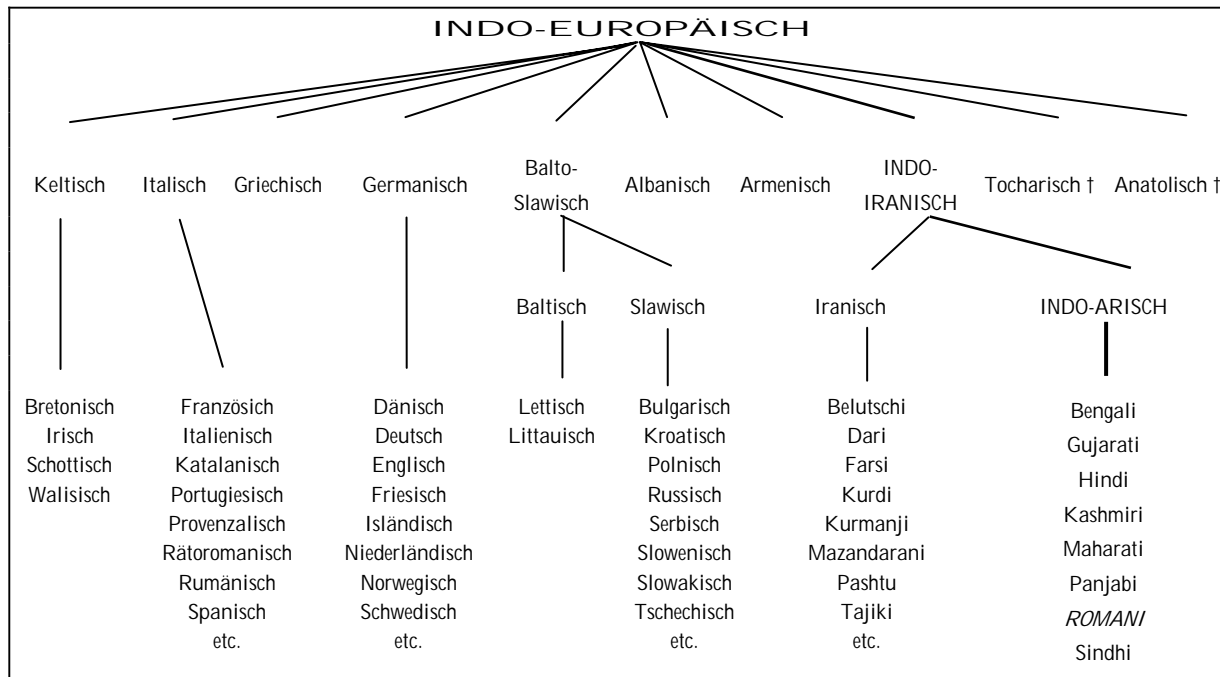 INDO-EUROPÄISCH
Keltisch
Italisch
Griechisch
Germanisch
Balto-
Slawisch
Albanisch
Armenisch
INDO-
IRANISCH
Tocharisch †
Anatolisch †
Baltisch
Slawisch
Iranisch
INDO-ARISCH
Bretonisch
Irisch
Schottisch
Walisisch
Französich
Italienisch
Katalanisch
Portugiesisch
Provenzalisch
Rätoromanisch
Rumänisch
Spanisch
etc.
Dänisch
Deutsch
Englisch
Friesisch
Isländisch
Niederländisch
Norwegisch
Schwedisch
etc.
Lettisch
Littauisch
Bulgarisch
Kroatisch
Polnisch
Russisch
Serbisch
Slowenisch
Slowakisch
Tschechisch
etc.
Belutschi
Dari
Farsi
Kurdi
Kurmanji
Mazandarani
Pashtu
Tajiki
etc.
Bengali
Gujarati
Hindi
Kashmiri
Maharati
Panjabi
ROMANI
Sindhi